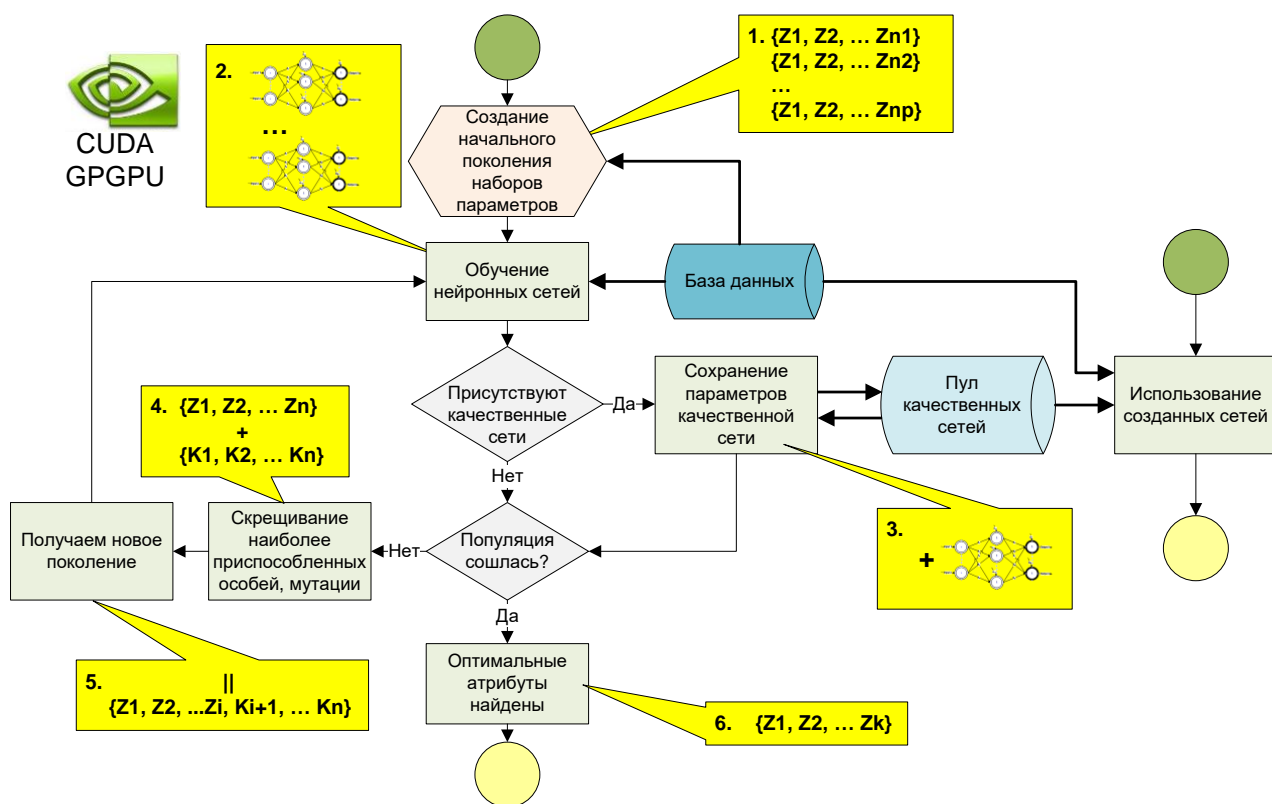 CUDA
GPGPU
2.
...
1. {Z1, Z2, … Zn1}
{Z1, Z2, … Zn2}
…
{Z1, Z2, … Znp}
Создание
начального
поколения
наборов
параметров
Обучение
нейронных сетей
База данных
Присутствуют
качественные
сети
Да
Нет
Сохранение
параметров
качественной
сети
Пул
качественных
сетей
Использование
созданных сетей
4. {Z1, Z2, … Zn}
+
{K1, K2, … Kn}
Получаем новое
поколение
Скрещивание
наиболее
приспособленных
особей, мутации
Нет
Популяция
сошлась?
Да
3.
+
5. ||
{Z1, Z2, ...Zi, Ki+1, … Kn}
Оптимальные
атрибуты
найдены
6. {Z1, Z2, … Zk}